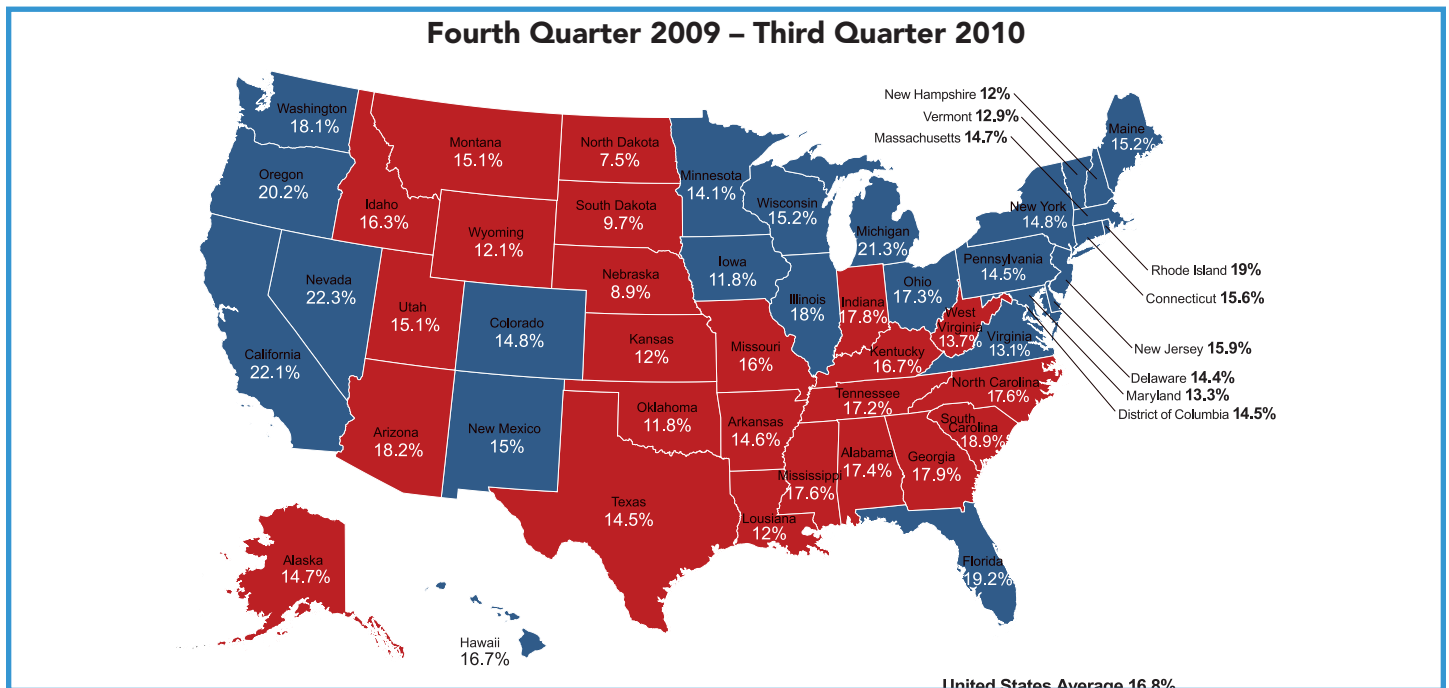 Fourth Quarter 2009 – Third Quarter 2010
Washington
18.1%
Oregon
20.2%
California
22.1%
Nevada
22.3%
Idaho
16.3%
Montana
15.1%
Wyoming
12.1%
Utah
15.1%
Colorado
14.8%
Arizona
18.2%
New Mexico
15%
North Dakota
7.5%
South Dakota
9.7%
Nebraska
8.9%
Kansas
12%
Oklahoma
11.8%
Texas
14.5%
Minnesota
14.1%
Iowa
11.8%
Missouri
16%
Arkansas
14.6%
Lousiana
12%
Wisconsin
15.2%
Illinois
18%
Michigan
21.3%
Indiana
17.8%
Ohio
17.3%
Kentucky
16.7%
Tennessee
17.2%
Mississippi
17.6%
Alabama
17.4%
Georgia
17.9%
Florida
19.2%
South
Carolina
18.9%
North Carolina
17.6%
Virginia
13.1%
West
Virginia
13.7%
Pennsylvania
14.5%
New York
14.8%
Maine
15.2%
New Hampshire 12%
Vermont 12.9%
Massachusetts 14.7%
Rhode Island 19%
Connecticut 15.6%
New Jersey 15.9%
Delaware 14.4%
Maryland 13.3%
District of Columbia 14.5%
Alaska
14.7%
Hawaii
16.7%
United States Average 16.8%